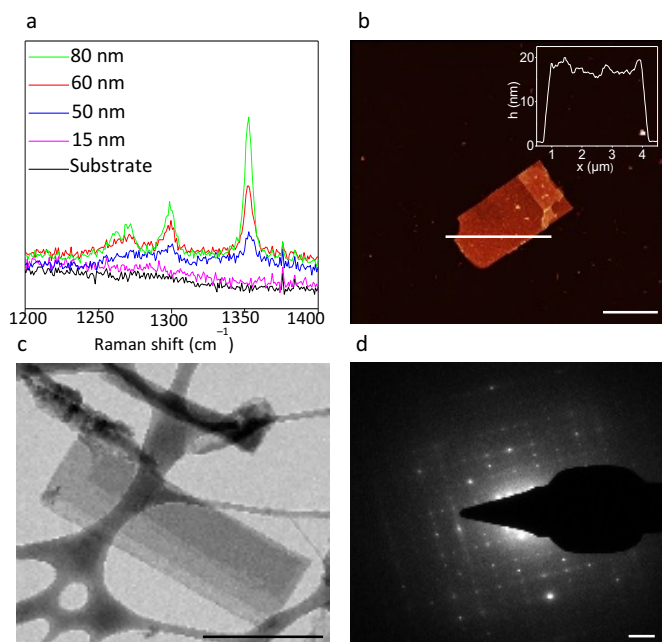 a
80 nm
60 nm
50 nm
15 nm
Substrate
1200 1250 1300 1350 1400
Raman shift (cm⁻¹)
b
20
10
0
h (nm)
1 2 3 4
x (µm)
c
d